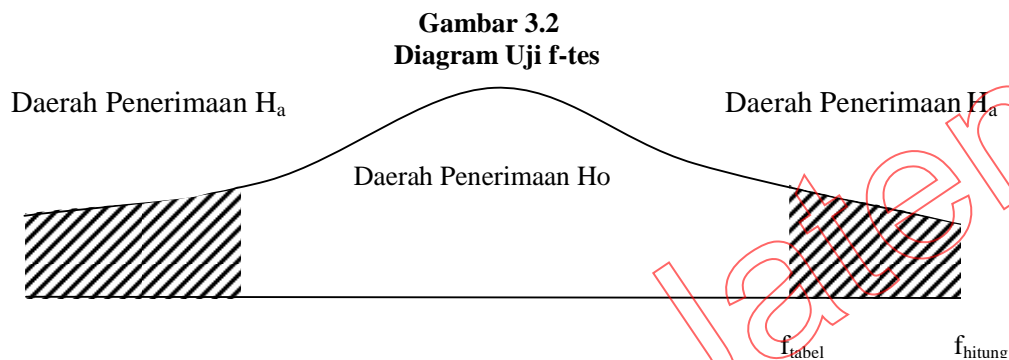 Gambar 3.2
Diagram Uji f-tes
Daerah Penerimaan Ha
Daerah Penerimaan Ha
Daerah Penerimaan Ho
ftabel
fhitung